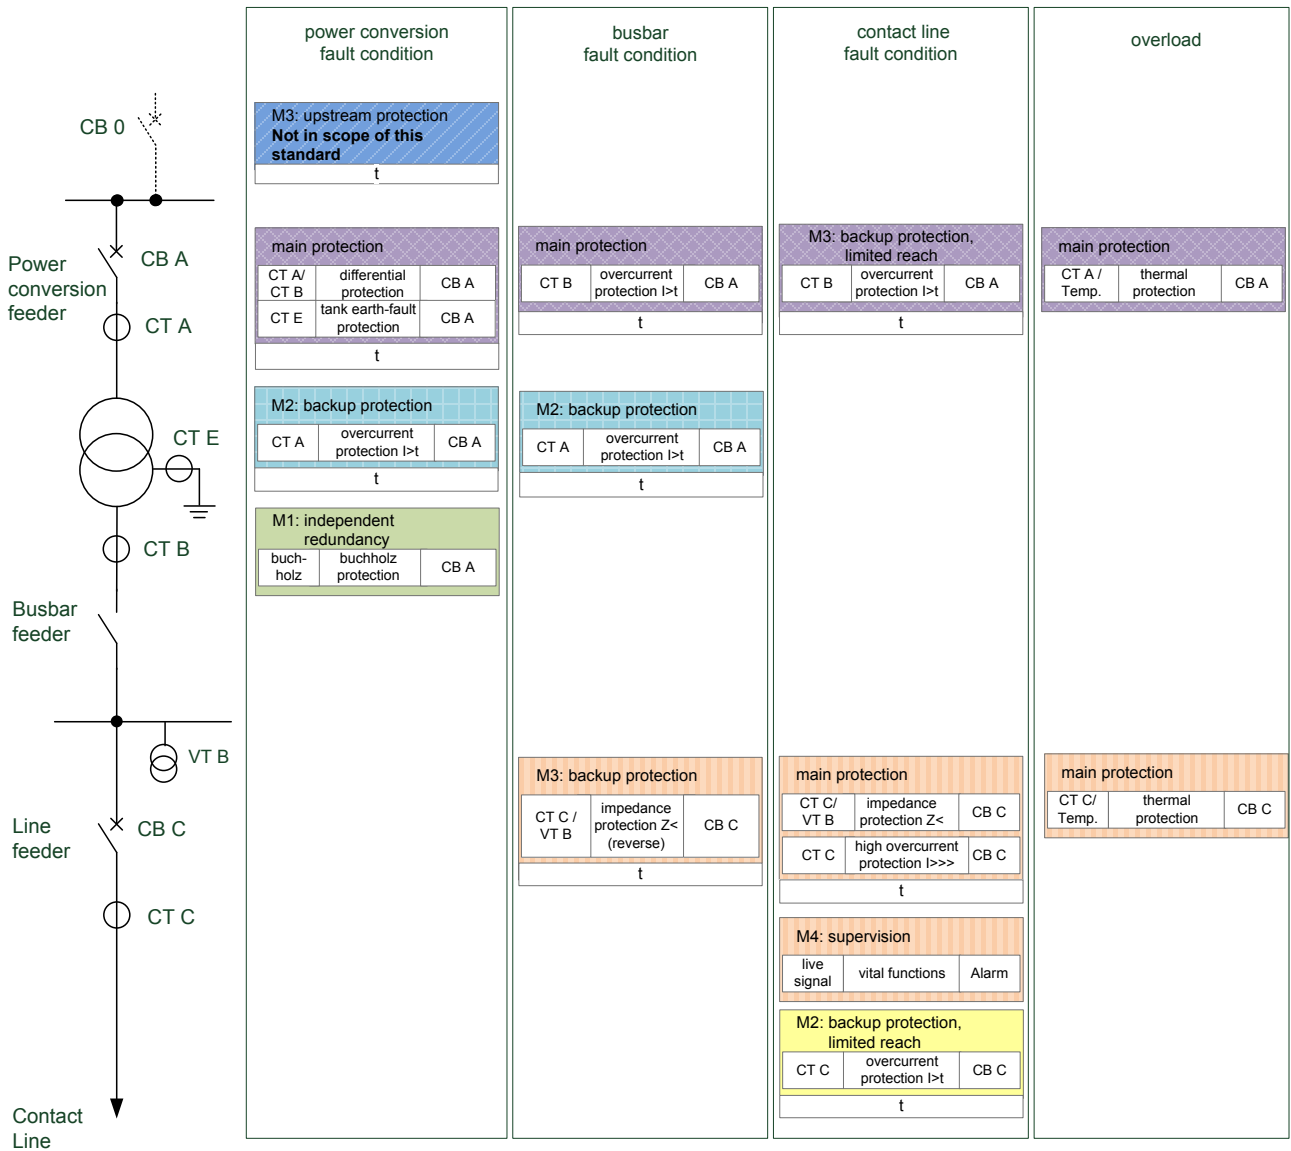 CB 0
Power
conversion
feeder
CB A
CT A
CT E
CT B
Busbar
feeder
VT B
Line
feeder
CB C
CT C
Contact
Line
power conversion
fault condition
M3: upstream protection
Not in scope of this
standard
t
main protection
CT A/
CT B
differential
protection
CB A
CT E
tank earth-fault
protection
CB A
t
M2: backup protection
CT A
overcurrent
protection I>t
CB A
t
M1: independent
redundancy
buch-
holz
buchholz
protection
CB A
busbar
fault condition
main protection
CT B
overcurrent
protection I>t
CB A
t
M2: backup protection
CT A
overcurrent
protection I>t
CB A
t
M3: backup protection
CT C /
VT B
impedance
protection Z<
(reverse)
CB C
t
contact line
fault condition
M3: backup protection,
limited reach
CT B
overcurrent
protection I>t
CB A
t
main protection
CT C/
VT B
impedance
protection Z<
CB C
CT C
high overcurrent
protection I>>>
CB C
t
M4: supervision
live
signal
vital functions
Alarm
M2: backup protection,
limited reach
CT C
overcurrent
protection I>t
CB C
t
overload
main protection
CT A /
Temp.
thermal
protection
CB A
main protection
CT C/
Temp.
thermal
protection
CB C